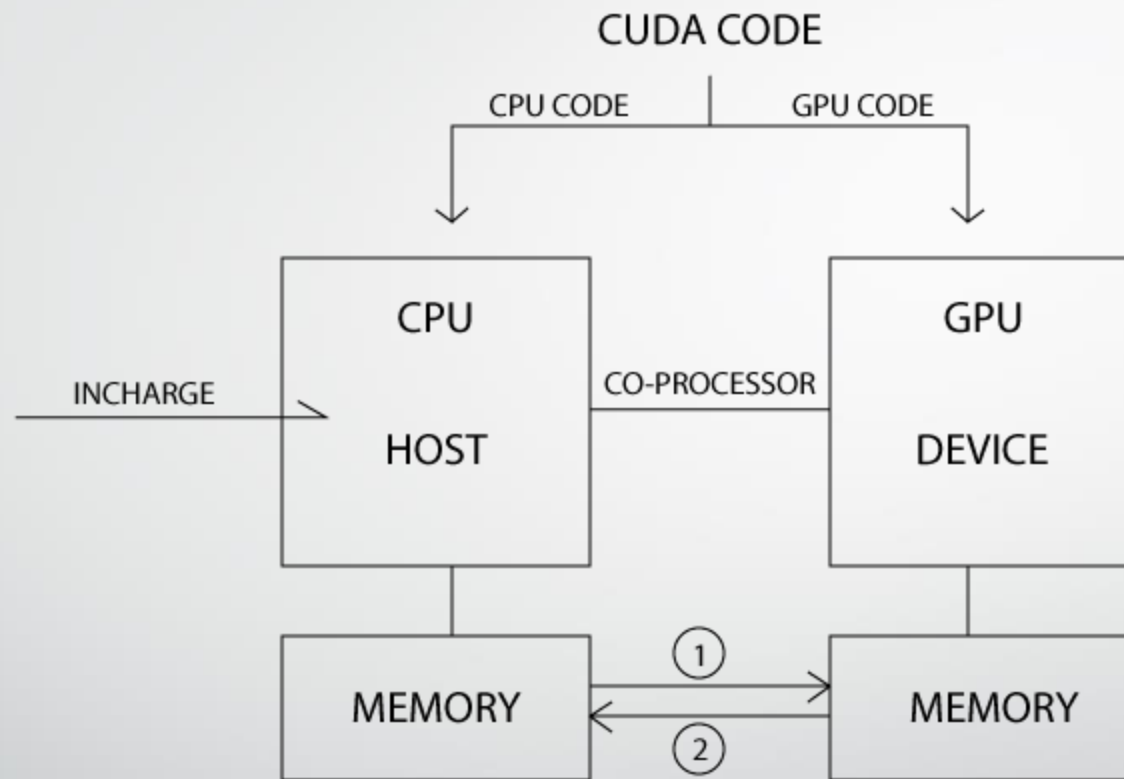 CUDA CODE
CPU CODE
GPU CODE
CPU
HOST
GPU
DEVICE
INCHARGE
CO-PROCESSOR
MEMORY
MEMORY
1
2